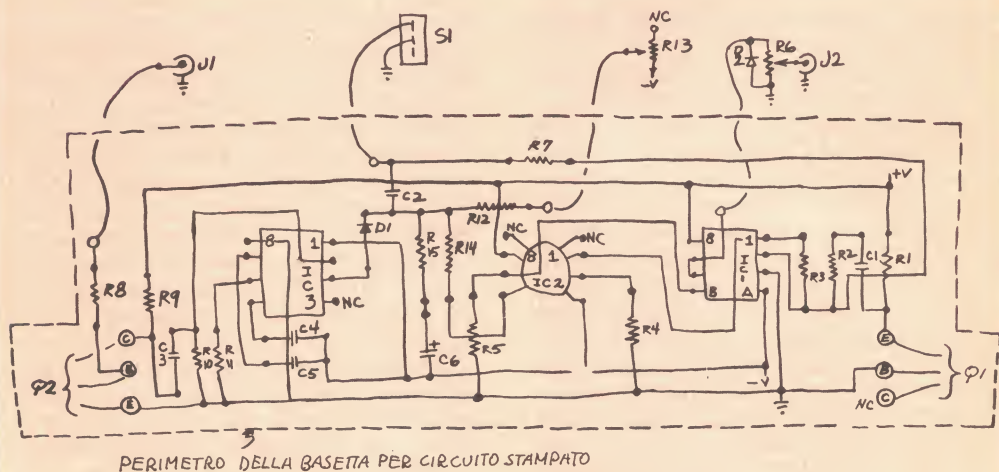 J1
S1
NC
R13
-V
D2
R6
J2
R7
C2
+V
R12
D1
NC
NC
8
1
R15
R14
8
1
8
1
IC3
IC2
IC1
A
B
R3
R2
C1
R1
NC
R8
R9
C3
R10
R11
C4
C5
C6
R5
R4
-V
C
B
E
Q2
E
B
NC C
Q1
PERIMETRO DELLA BASETTA PER CIRCUITO STAMPATO